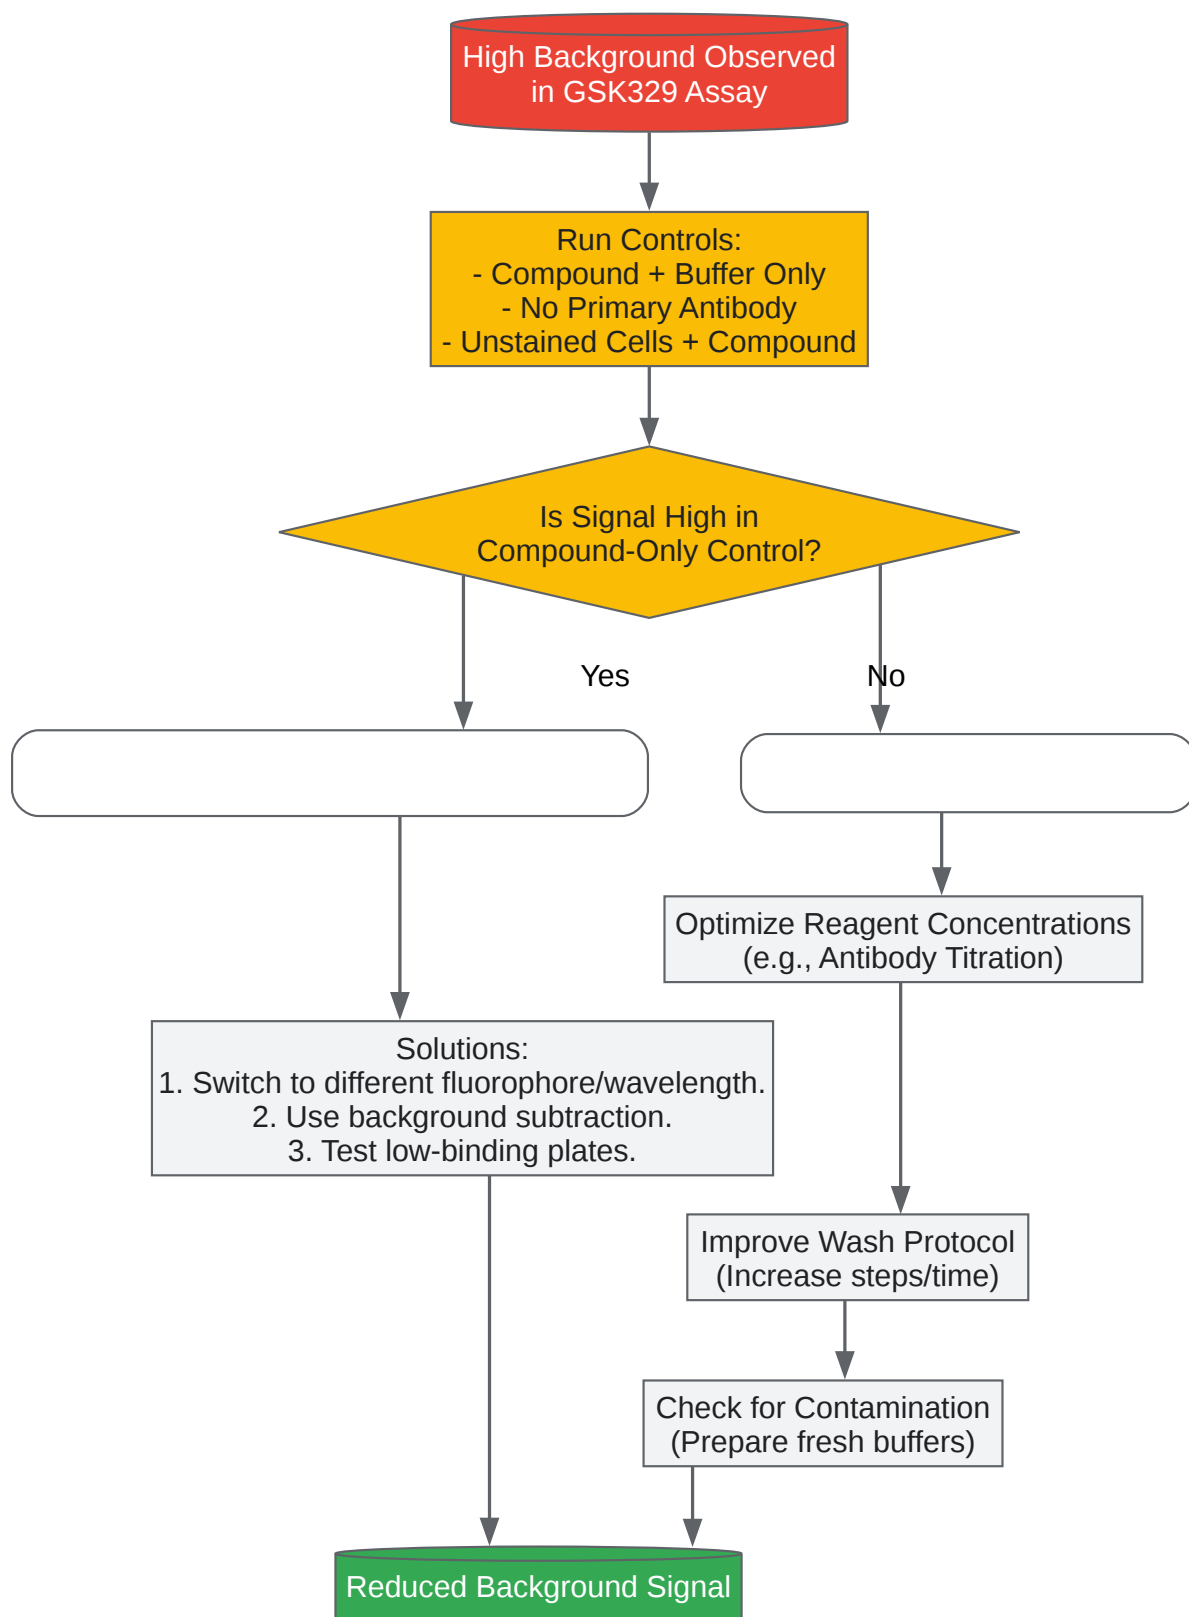 High Background Observed
in GSK329 Assay
Run Controls:
- Compound + Buffer Only
- No Primary Antibody
- Unstained Cells + Compound
Is Signal High in
Compound-Only Control?
Yes
No
Optimize Reagent Concentrations
(e.g., Antibody Titration)
Solutions:
1. Switch to different fluorophore/wavelength.
2. Use background subtraction.
3. Test low-binding plates.
Improve Wash Protocol
(Increase steps/time)
Check for Contamination
(Prepare fresh buffers)
Reduced Background Signal